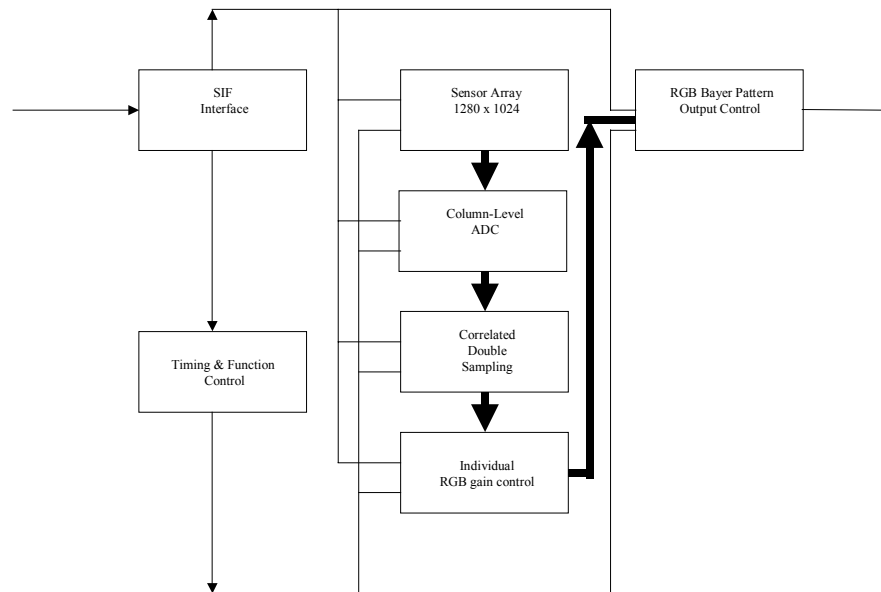 SIF
Interface
Sensor Array
1280 x 1024
RGB Bayer Pattern
Output Control
Column-Level
ADC
Correlated
Double
Sampling
Timing & Function
Control
Individual
RGB gain control